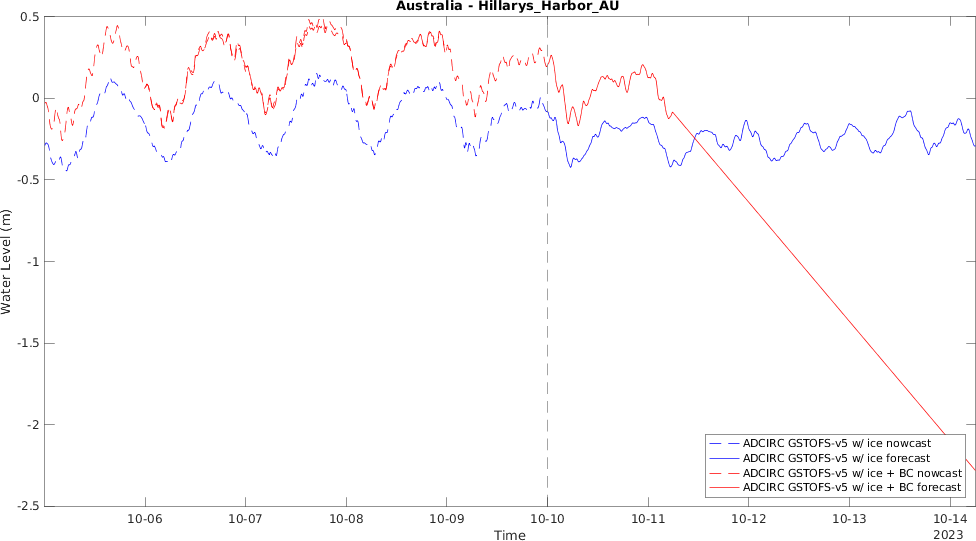 Australia - Hillarys_Harbor_AU
0.5
0
-0.5
-1
-1.5
-2
-2.5
Water Level (m)
ADCIRC GSTOFS-v5 w/ ice nowcast
ADCIRC GSTOFS-v5 w/ ice forecast
ADCIRC GSTOFS-v5 w/ ice + BC nowcast
ADCIRC GSTOFS-v5 w/ ice + BC forecast
10-06 10-07 10-08 10-09 10-10 10-11 10-12 10-13 10-14
Time
2023